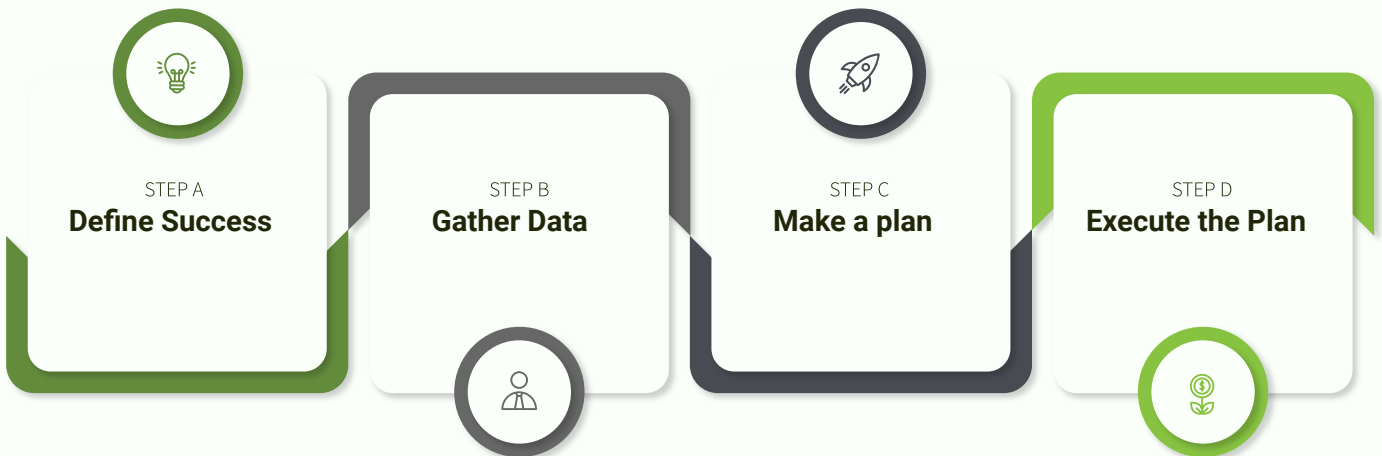 STEP A
Define Success
STEP B
Gather Data
STEP C
Make a plan
STEP D
Execute the Plan